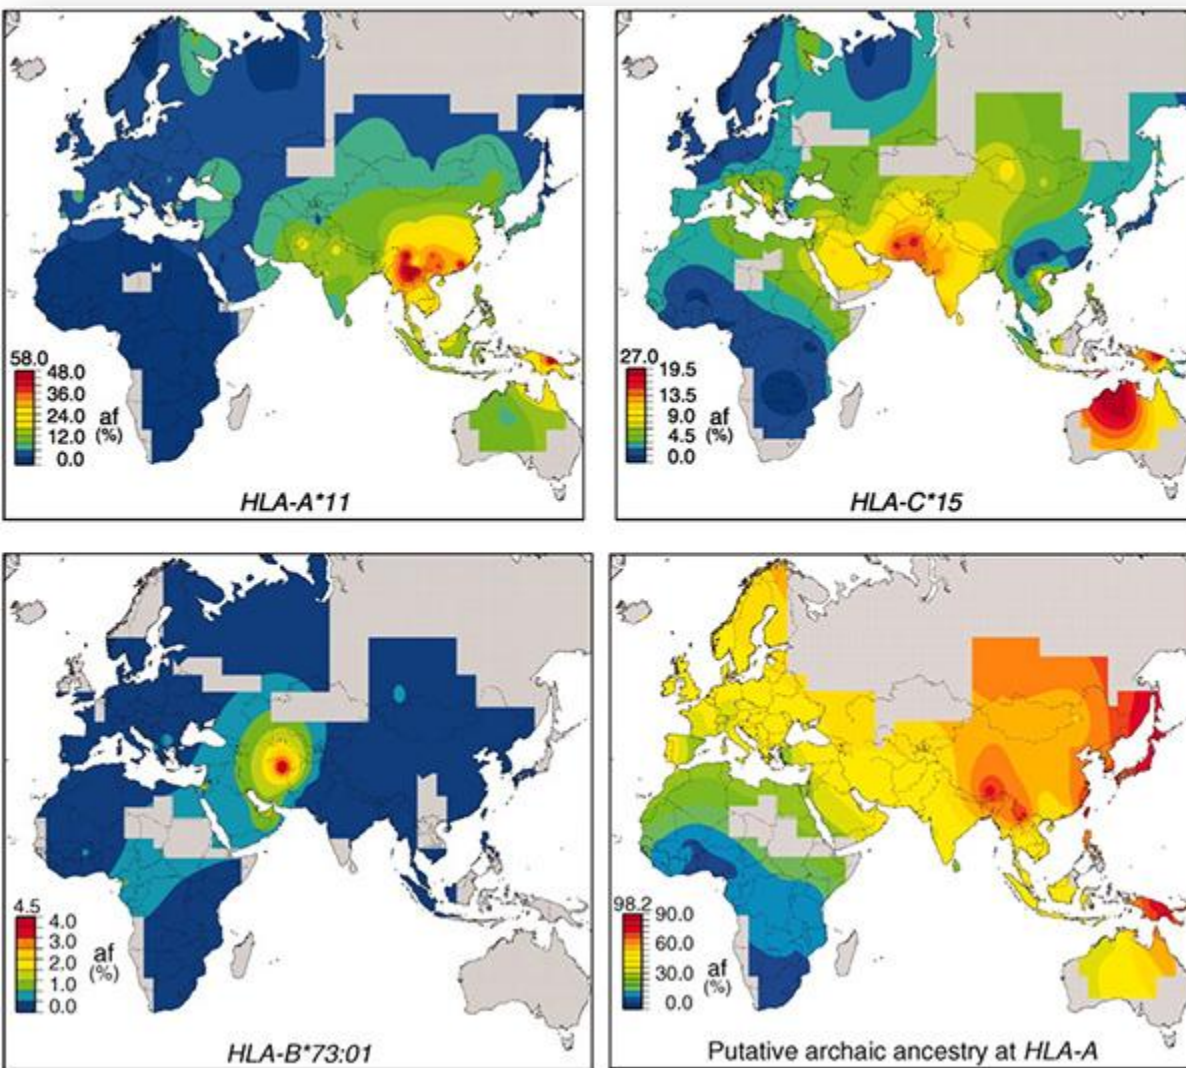 58.0
48.0
36.0
24.0 af
12.0 (%)
0.0
HLA-A*11
27.0
19.5
13.5
9.0 af
4.5 (%)
0.0
HLA-C*15
4.5
4.0
3.0 af
2.0 (%)
1.0
0.0
HLA-B*73:01
98.2
90.0
60.0
af
30.0 (%)
0.0
Putative archaic ancestry at HLA-A